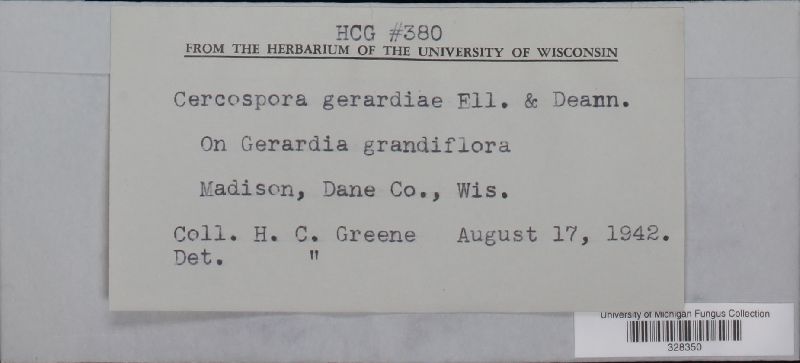 HCG #380
FROM THE HERBARIUM OF THE UNIVERSITY OF WISCONSIN
Cercospora gerardiae Ell. & Deann.
On Gerardia grandiflora
Madison, Dane Co., Wis.
Coll. H. C. Greene August 17, 1942.
Det. "
University of Michigan Fungus Collection
328350